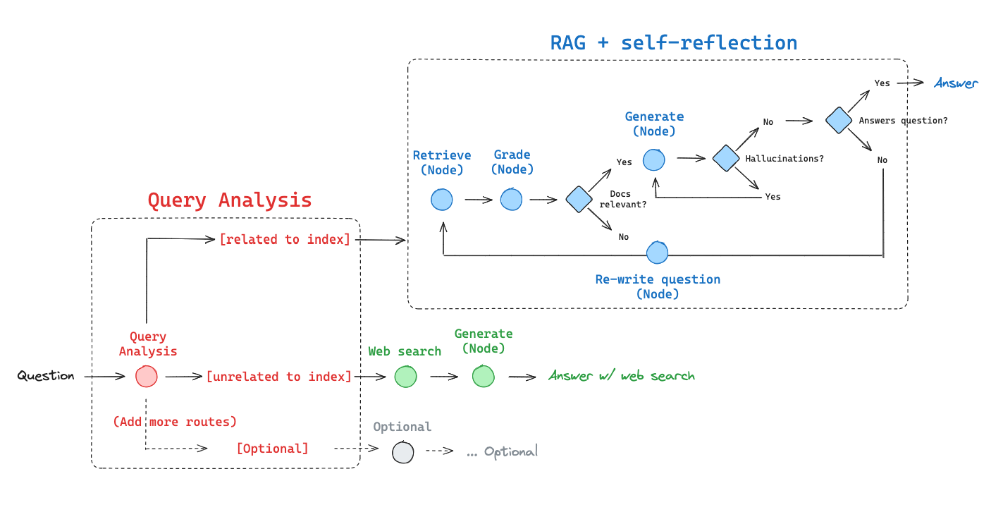 RAG + self-reflection
Yes
Answer
Answers question?
No
Generate
(Node)
No
Hallucinations?
Yes
Retrieve
(Node)
Grade
(Node)
Yes
Docs
relevant?
No
Re-write question
(Node)
Query Analysis
[related to index]
Query
Analysis
Question
[unrelated to index]
Web search
Generate
(Node)
Answer w/ web search
(Add more routes)
[Optional]
Optional
... Optional